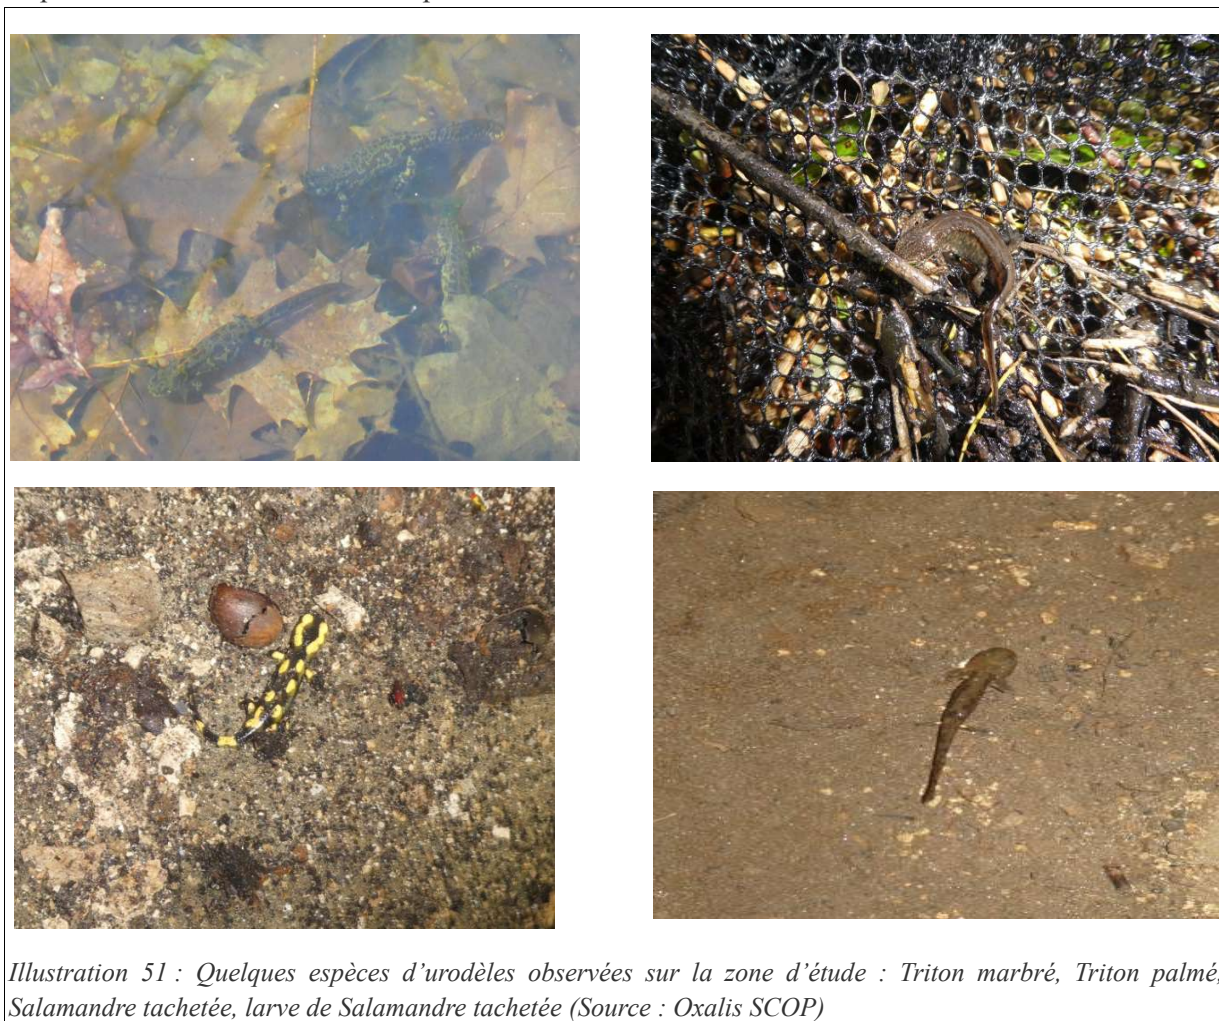 Illustration 51 : Quelques espèces d’urodèles observées sur la zone d’étude : Triton marbré, Triton palmé,
Salamandre tachetée, larve de Salamandre tachetée (Source : Oxalis SCOP)